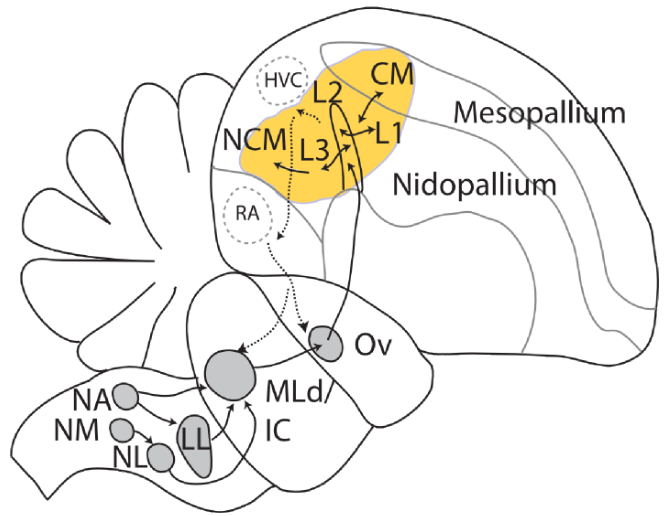 HVC
CM
L2
Mesopallium
NCM
L3
L1
Nidopallium
RA
Ov
MLd/
IC
NA
NM
LL
NL